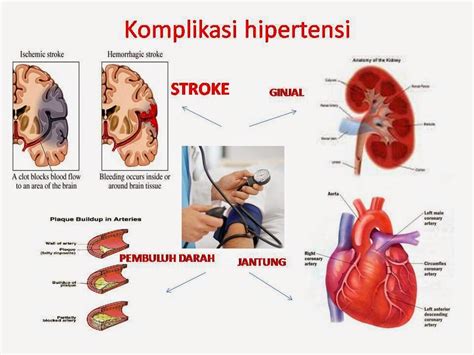 Komplikasi hipertensi
Ischemic stroke
Hemorrhagic stroke
A clot blocks blood flow
to an area of the brain
Bleeding occurs inside or
around brain tissue
STROKE
GINJAL
Anatomy of the Kidney
Plaque Buildup in Arteries
Wall of artery
Plaque
(fatty deposits)
Buildup of
plaque
Partially
blocked artery
PEMBULUH DARAH
JANTUNG
Aorta
Right
coronary
artery
Left main
coronary
artery
Circumflex
coronary artery
Left anterior
descending
coronary artery